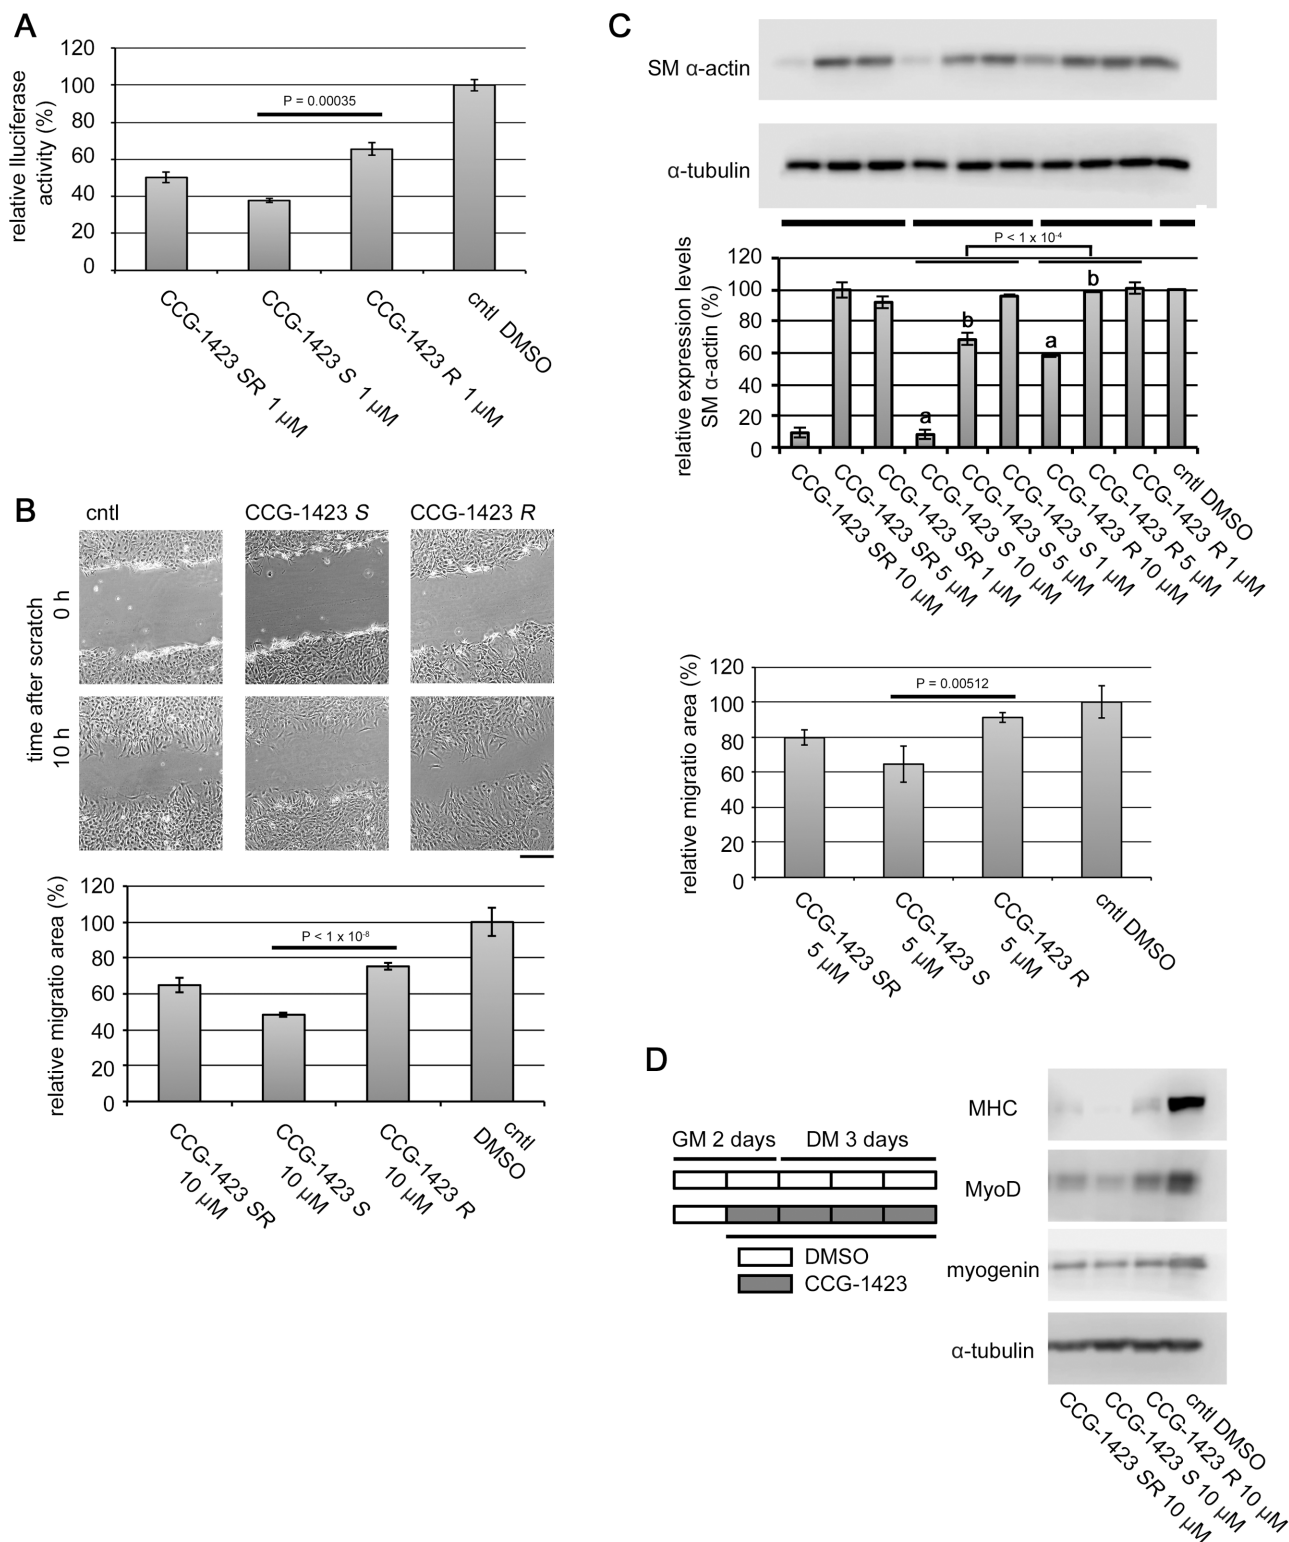 A
120
100
80
60
40
20
0
relative lluciferase
activity (%)
P = 0.00035
CCG-1423 SR 1 µM
CCG-1423 S 1 µM
CCG-1423 R 1 µM
cntl DMSO
B
cntl
CCG-1423 S
CCG-1423 R
time after scratch
0 h
10 h
120
100
80
60
40
20
0
relative migratio area (%)
P < 1 x 10-8
CCG-1423 SR
10 µM
CCG-1423 S
10 µM
CCG-1423 R
10 µM
cntl
DMSO
C
SM α-actin
α-tubulin
P < 1 x 10-4
120
100
80
60
40
20
0
relative expression levels
SM α-actin (%)
a
b
a
b
CCG-1423 SR 10 µM
CCG-1423 SR 5 µM
CCG-1423 SR 1 µM
CCG-1423 S 10 µM
CCG-1423 S 5 µM
CCG-1423 S 1 µM
CCG-1423 R 10 µM
CCG-1423 R 5 µM
CCG-1423 R 1 µM
cntl DMSO
120
100
80
60
40
20
0
relative migratio area (%)
P = 0.00512
CCG-1423 SR
5 µM
CCG-1423 S
5 µM
CCG-1423 R
5 µM
cntl DMSO
D
GM 2 days
DM 3 days
DMSO
CCG-1423
MHC
MyoD
myogenin
α-tubulin
CCG-1423 SR 10 µM
CCG-1423 S 10 µM
CCG-1423 R 10 µM
cntl DMSO